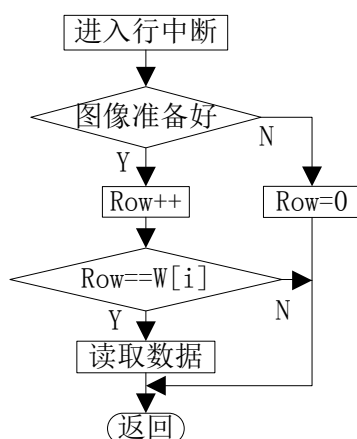 进入行中断
图像准备好
N
Y
Row++
Row=0
Row==W[i]
N
Y
读取数据
返回